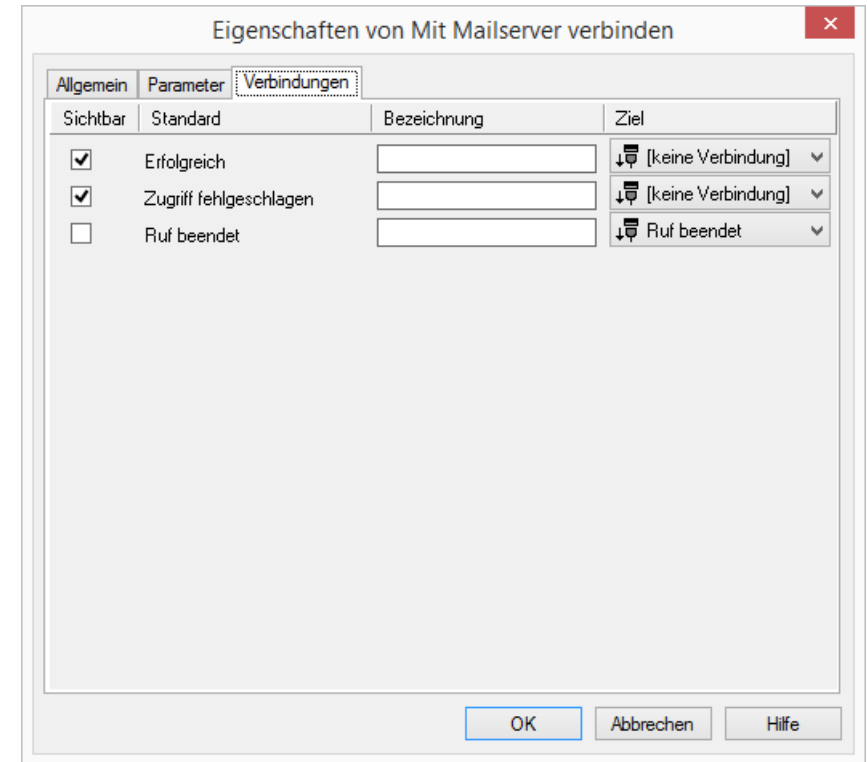 Eigenschaften von Mit Mailserver verbinden
Allgemein Parameter Verbindungen
Sichtbar Standard Bezeichnung Ziel
Erfolgreich [keine Verbindung]
Zugriff fehlgeschlagen [keine Verbindung]
Ruf beendet Ruf beendet
OK Abbrechen Hilfe